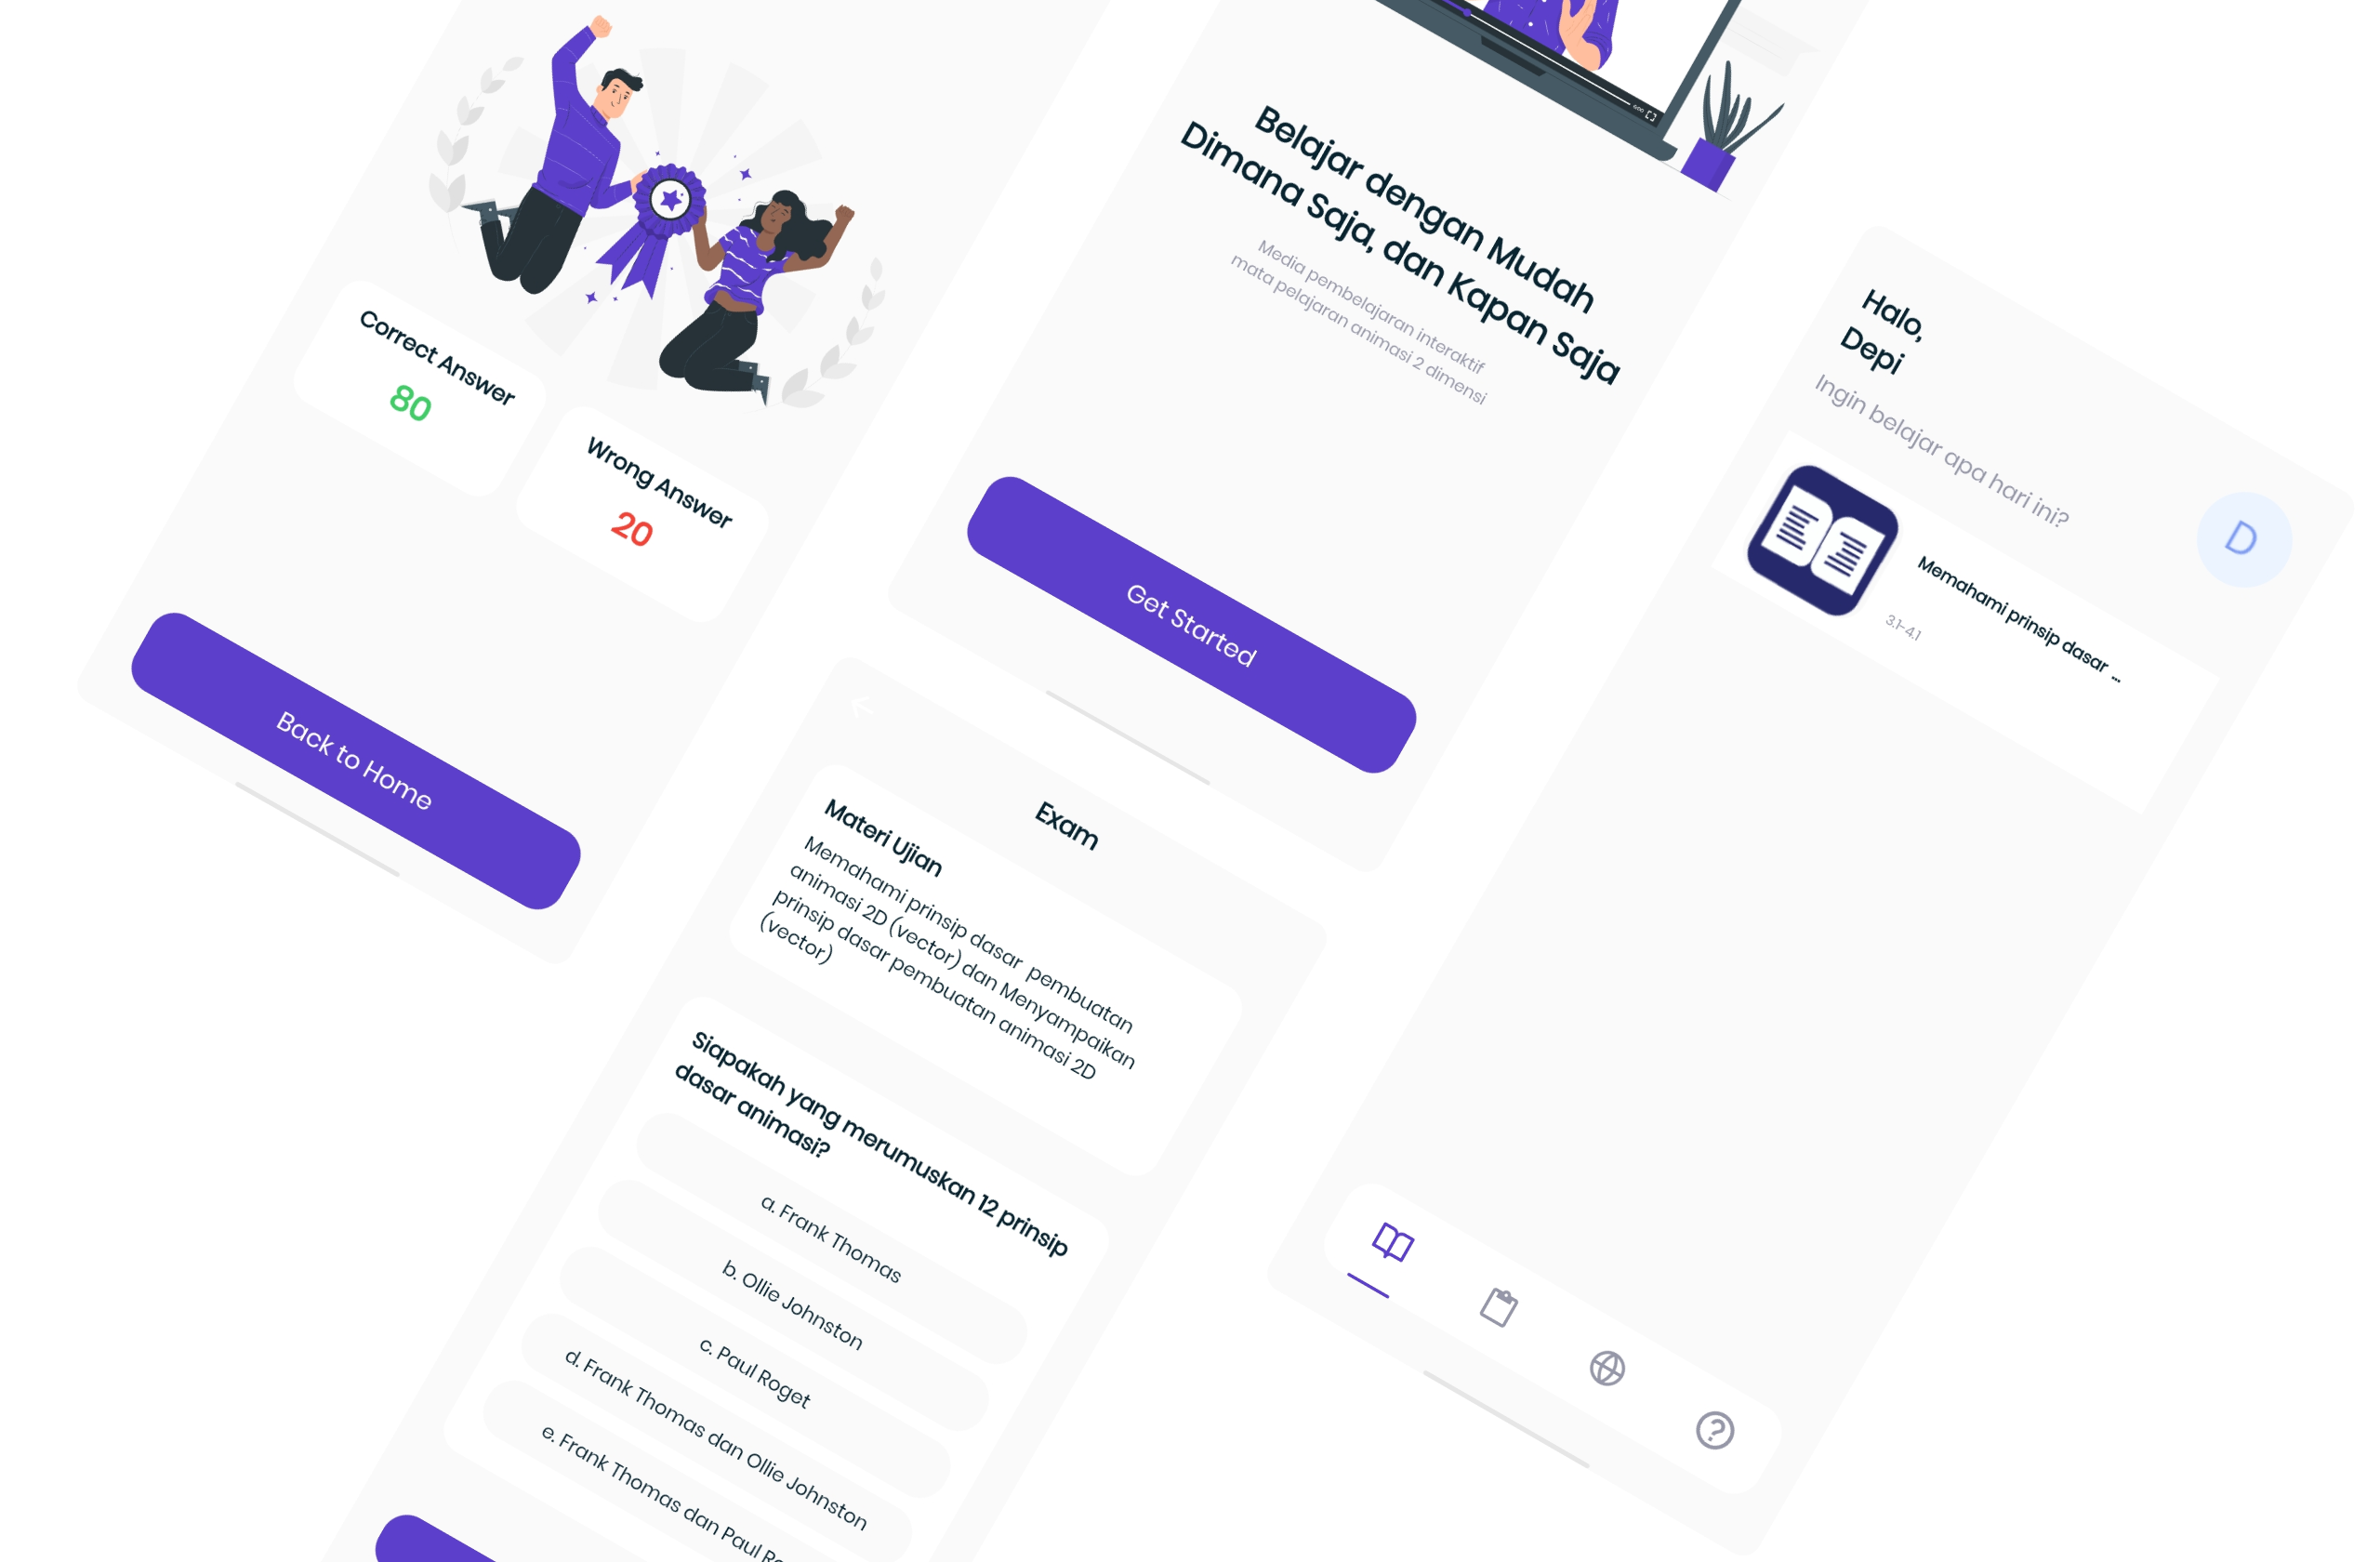 Correct Answer
80
Wrong Answer
20
Back to Home
Belajar dengan Mudah
Dimana Saja, dan Kapan Saja
Media pembelajaran interaktif
mata pelajaran animasi 2 dimensi
Get Started
Exam
Materi Ujian
Memahami prinsip dasar pembuatan
animasi 2D (vector) dan Menyampaikan
prinsip dasar pembuatan animasi 2D
(vector)
Siapakah yang merumuskan 12 prinsip
dasar animasi?
a. Frank Thomas
b. Ollie Johnston
c. Paul Roget
d. Frank Thomas dan Ollie Johnston
e. Frank Thomas dan Paul
Halo,
Depi
Ingin belajar apa hari ini?
D
Memahami prinsip dasar ...
3.1-4.1